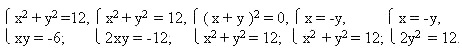 { x² + y² =12, { x² + y² = 12, { ( x + y )² = 0, { x = -y, { x = -y,
{ xy = -6; { 2xy = -12; { x² + y² = 12; { x² + y² = 12; { 2y² = 12.